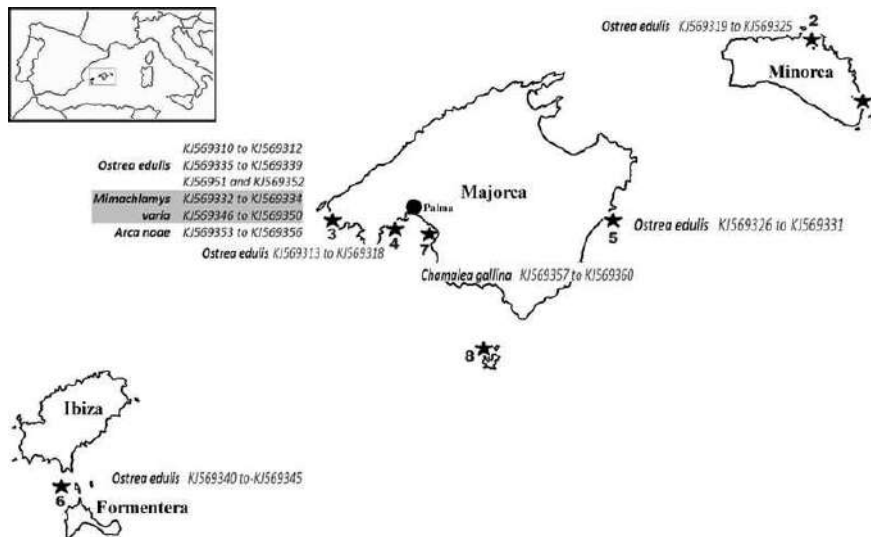 Ostrea edulis KJ569319 to KJ569325
2
Minorca
KJ569310 to KJ569312
Ostrea edulis KJ569335 to KJ569339
KJ56951 and KJ569352
Mimachlamys KJ569332 to KJ569334
varia KJ569346 to KJ569350
Arca noae KJ569353 to KJ569356
Majorca
Palma
3
4
7
5
Ostrea edulis KJ569326 to KJ569331
Ostrea edulis KJ569313 to KJ569318
Chamalea gallina KJ569357 to KJ569360
8
Ibiza
Ostrea edulis KJ569340 to-KJ569345
6
Formentera